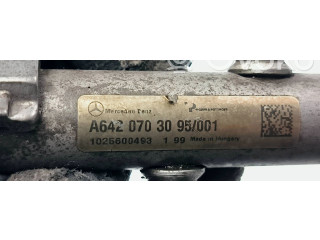 Mercedes-Benz
A642 070 30 95/001
1025600493 1 99 Made in Hungary